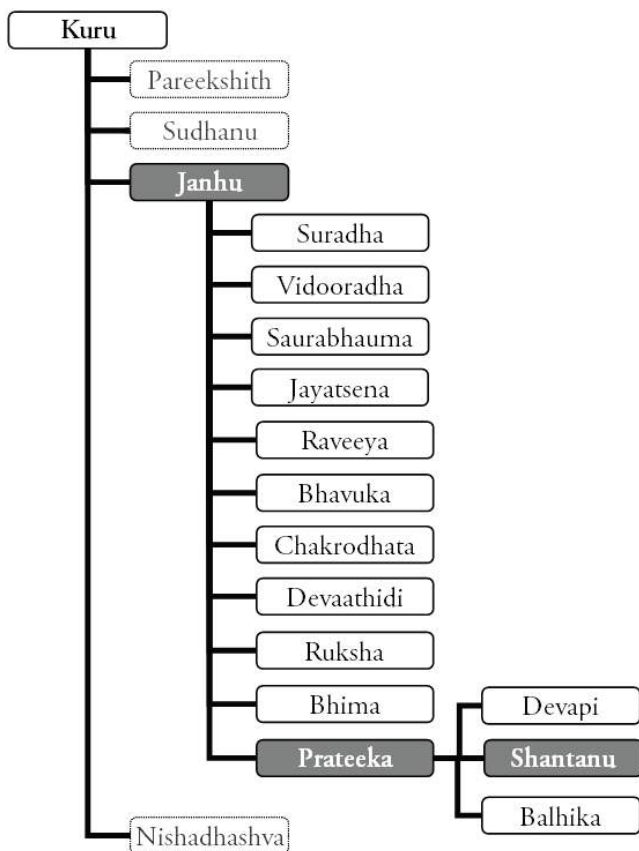 Kuru
Pareekshith
Sudhanu
Janhu
Suradha
Vidooradha
Saurabhauma
Jayatsena
Raveeya
Bhavuka
Chakrodhata
Devaathidi
Ruksha
Bhima
Devapi
Prateeka
Shantanu
Balhika
Nishadhashva